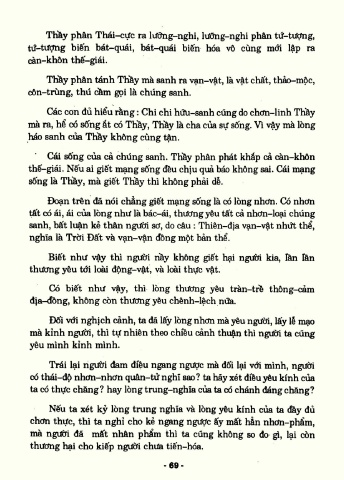 Thầy phân Thái-cực ra lưỡng-nghi, lưỡng-nghi phân tứ-tượng,
tứ-tượng biến bát-quái, bát-quái biến hóa vô cùng mới lập ra
càn-khôn thế-giái.
Thầy phân tánh Thầy mà sanh ra vạn-vật, là vật chất, thảo-mộc,
côn-trùng, thú cầm gọi là chúng sanh.
Các con đủ hiểu rằng : Chi chi hữu-sanh cũng do chơn-linh Thầy
mà ra, hể có sống ắt có Thầy, Thầy là cha của sự sống. Vì vậy mà lòng
háo sanh của Thầy không cùng tận.
Cái sống của cả chúng sanh. Thầy phân phát khắp cả càn-khôn
thế-giái. Nếu ai giết mạng sống đều chịu quả báo không sai. Cái mạng
sống là Thầy, mà giết Thầy thì không phải dễ.
Đoạn trên đã nói chẳng giết mạng sống là có lòng nhơn. Có nhơn
tất có ái, ái của lòng như là bác-ái, thương yêu tất cả nhơn-loại chúng
sanh, bất luận kẻ thân người sơ, do câu : Thiên-địa vạn-vật nhứt thể,
nghĩa là Trời Đất và vạn-vận đồng một bản thể.
Biết như vậy thì người nầy không giết hại người kia, lần lần
thương yêu tới loài động-vật, và loài thực vật.
Có biết như vậy, thì lòng thương yêu tràn-trề thông-cảm
địa-đồng, không còn thương yêu chênh-lệch nữa.
Đối với nghịch cảnh, ta đã lấy lòng nhơn mà yêu người, lấy lễ mạo
mà kỉnh người, thì tự nhiên theo chiều cảnh thuận thì người ta cũng
yêu mình kỉnh mình.
Trái lại người đam điều ngang ngược mà đối lại với mình, người
có thái-độ nhơn-nhơn quân-tử nghĩ sao? ta hãy xét điều yêu kính của
ta có thực chăng? hay lòng trung-nghĩa của ta có chánh đáng chăng?
Nếu ta xét kỷ lòng trung nghĩa và lòng yêu kính của ta đầy đủ
chơn thực, thì ta nghi cho kẻ ngang ngược ấy mất hẳn nhơn-phẩm,
mà người đã mất nhân phẩm thì ta cũng không so đo gì, lại còn
thương hại cho kiếp người chưa tiến-hóa.
- 69 -